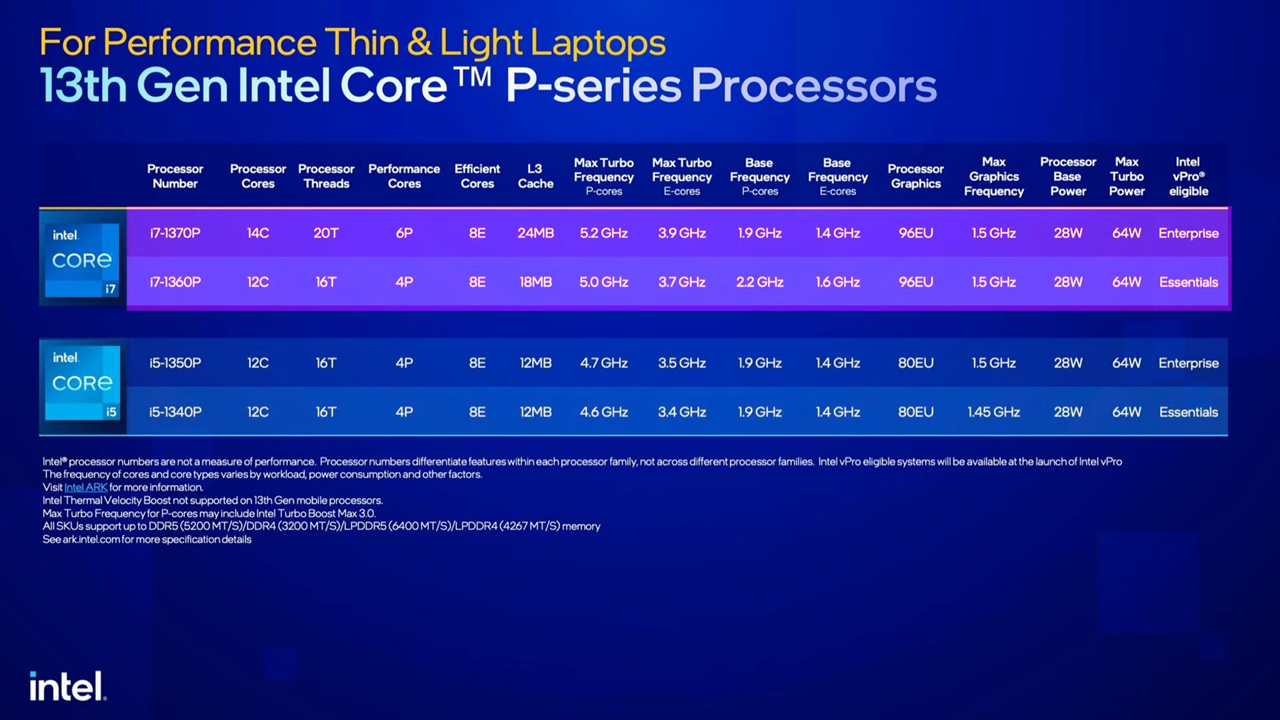 For Performance Thin & Light Laptops
13th Gen Intel Core™ P-series Processors
Processor Number Processor Cores Processor Threads Performance Cores Efficient Cores L3 Cache Max Turbo Frequency P-cores Max Turbo Frequency E-cores Base Frequency P-cores Base Frequency E-cores Processor Graphics Max Graphics Frequency Processor Base Power Max Turbo Power Intel vPro® eligible
intel CORE i7
i7-1370P 14C 20T 6P 8E 24MB 5.2 GHz 3.9 GHz 1.9 GHz 1.4 GHz 96EU 1.5 GHz 28W 64W Enterprise
i7-1360P 12C 16T 4P 8E 18MB 5.0 GHz 3.7 GHz 2.2 GHz 1.6 GHz 96EU 1.5 GHz 28W 64W Essentials
intel CORE i5
i5-1350P 12C 16T 4P 8E 12MB 4.7 GHz 3.5 GHz 1.9 GHz 1.4 GHz 80EU 1.5 GHz 28W 64W Enterprise
i5-1340P 12C 16T 4P 8E 12MB 4.6 GHz 3.4 GHz 1.9 GHz 1.4 GHz 80EU 1.45 GHz 28W 64W Essentials
Intel® processor numbers are not a measure of performance. Processor numbers differentiate features within each processor family, not across different processor families. Intel vPro eligible systems will be available at the launch of Intel vPro
The frequency of cores and core types varies by workload, power consumption and other factors.
Visit Intel ARK for more information.
Intel Thermal Velocity Boost not supported on 13th Gen mobile processors.
Max Turbo Frequency for P-cores may include Intel Turbo Boost Max 3.0.
All SKUs support up to DDR5 (5200 MT/S)/DDR4 (3200 MT/S)/LPDDR5 (6400 MT/S)/LPDDR4 (4267 MT/S) memory
See ark.intel.com for more specification details
intel.